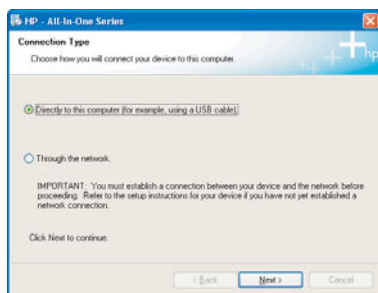 HP - All-In-One Series
Connection Type
Choose how you will connect your device to this computer.
hp
Directly to this computer (for example, using a USB cable).
Through the network.
IMPORTANT: You must establish a connection between your device and the network before
proceeding. Refer to the setup instructions for your device if you have not yet established a
network connection.
Click Next to continue.
< Back Next > Cancel